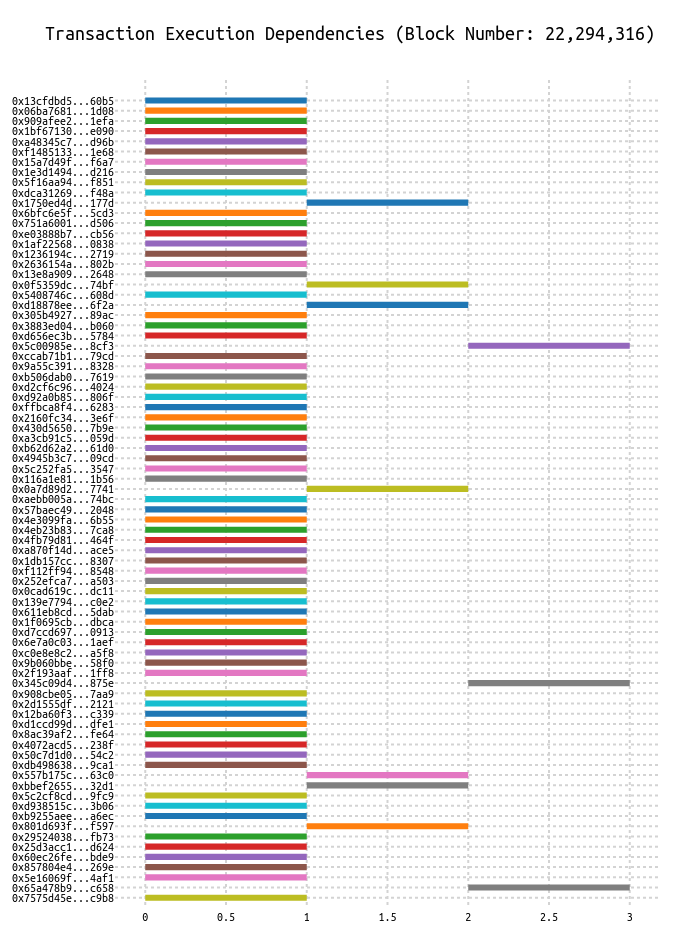 Transaction Execution Dependencies (Block Number: 22,294,316)
0x13cfdbd5...60b5
0x06ba7681...1d08
0x909afee2...1efa
0x1bf67130...e090
0xa48345c7...d96b
0xf1485133...1e68
0x15a7d49f...f6a7
0x1e3d1494...d216
0x5f16aa94...f851
0xdca31269...f48a
0x1750ed4d...177d
0x6bfc6e5f...5cd3
0x751a6001...d506
0xe03888b7...cb56
0x1af22568...0838
0x1236194c...2719
0x2636154a...802b
0x13e8a909...2648
0x0f5359dc...74bf
0x5408746c...608d
0xd18878ee...6f2a
0x305b4927...89ac
0x3883ed04...b060
0xd656ec3b...5784
0x5c00985e...8cf3
0xccab71b1...79cd
0x9a55c391...8328
0xb506dab0...7619
0xd2cf6c96...4024
0xd92a0b85...806f
0xffbca8f4...6283
0x2160fc34...3e6f
0x430d5650...7b9e
0xa3cb91c5...059d
0xb62d62a2...61d0
0x4945b3c7...09cd
0x5c252fa5...3547
0x116a1e81...1b56
0x0a7d89d2...7741
0xaebb005a...74bc
0x57baec49...2048
0x4e3099fa...6b55
0x4eb23b83...7ca8
0x4fb79d81...464f
0xa870f14d...ace5
0x1db157cc...8307
0xf112ff94...8548
0x252efca7...a503
0x0cad619c...dc11
0x139e7794...c0e2
0x611eb8cd...5dab
0x1f0695cb...dbca
0xd7ccd697...0913
0x6e7a0c03...1aef
0xc0e8e8c2...a5f8
0x9b060bbe...58f0
0x2f193aaf...1ff8
0x345c09d4...875e
0x908cbe05...7aa9
0x2d1555df...2121
0x12ba60f3...c339
0xd1ccd99d...dfe1
0x8ac39af2...fe64
0x4072acd5...238f
0x50c7d1d0...54c2
0xdb498638...9ca1
0x557b175c...63c0
0xbbef2655...32d1
0x5c2cf8cd...9fc9
0xd938515c...3b06
0xb9255aee...a6ec
0x801d693f...f597
0x29524038...fb73
0x25d3acc1...d624
0x60ec26fe...bde9
0x857804e4...269e
0x5e16069f...4af1
0x65a478b9...c658
0x7575d45e...c9b8
0 0.5 1 1.5 2 2.5 3